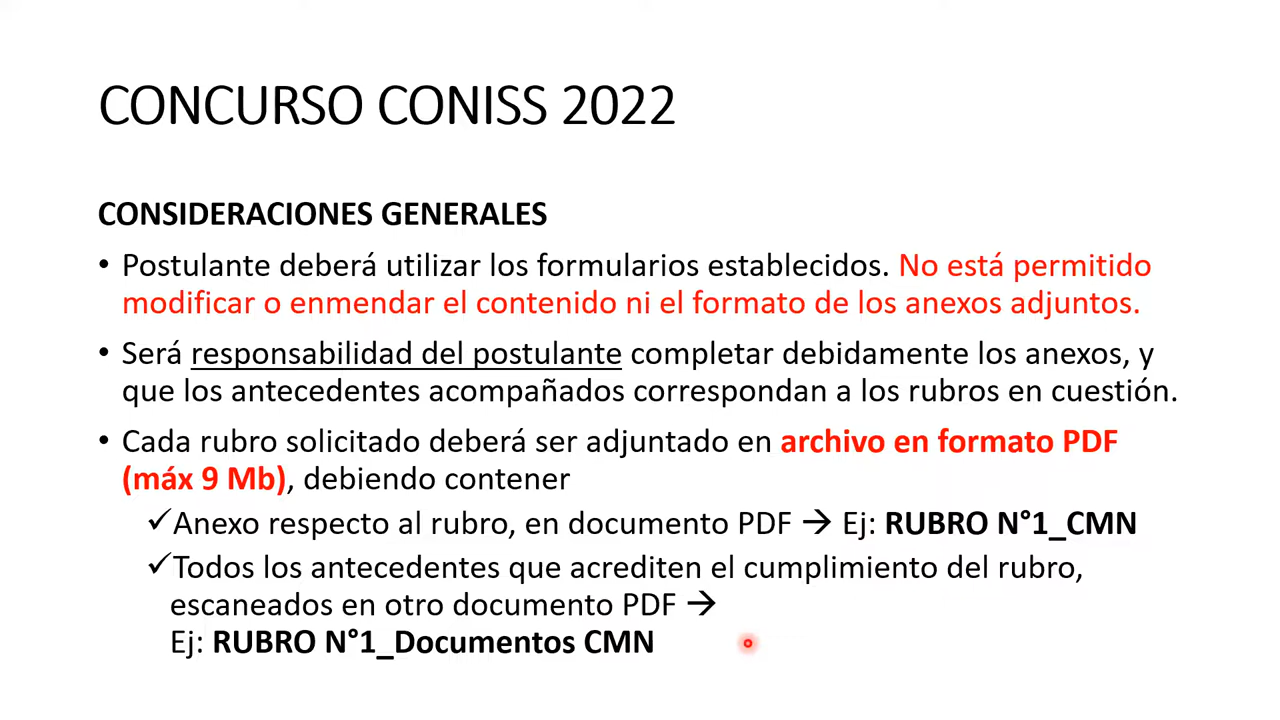 CONCURSO CONISS 2022
CONSIDERACIONES GENERALES
• Postulante deberá utilizar los formularios establecidos. No está permitido
modificar o enmendar el contenido ni el formato de los anexos adjuntos.
• Será responsabilidad del postulante completar debidamente los anexos, y
que los antecedentes acompañados correspondan a los rubros en cuestión.
• Cada rubro solicitado deberá ser adjuntado en archivo en formato PDF
(máx 9 Mb), debiendo contener
✓Anexo respecto al rubro, en documento PDF → Ej: RUBRO N°1_CMN
✓Todos los antecedentes que acrediten el cumplimiento del rubro,
escaneados en otro documento PDF →
Ej: RUBRO N°1_Documentos CMN